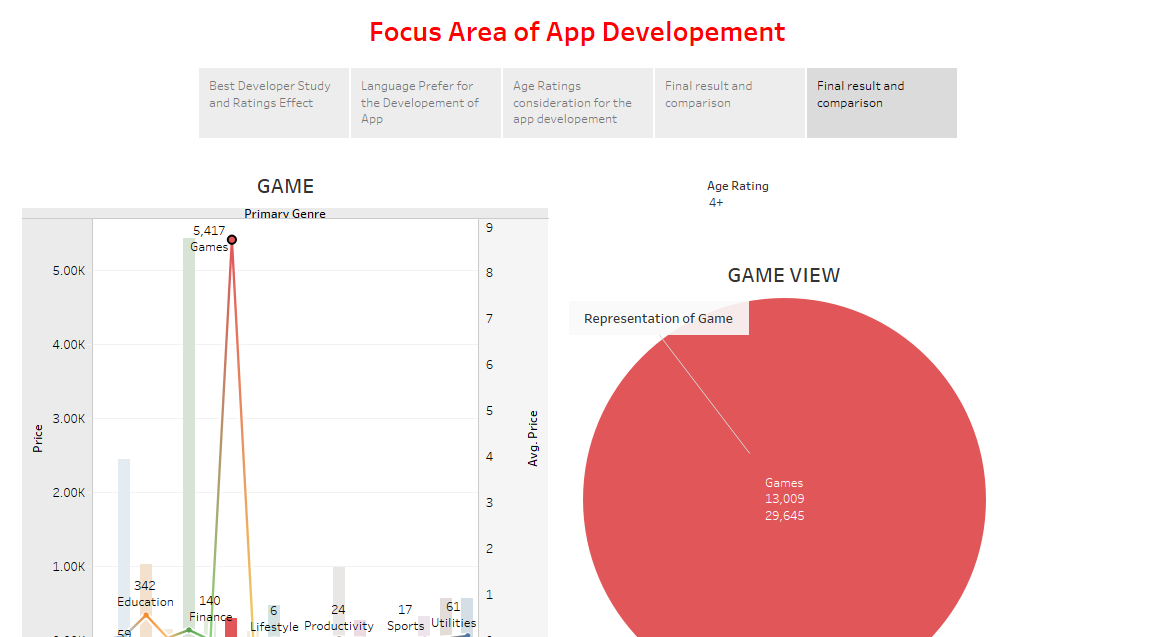 Focus Area of App Developement
Best Developer Study
and Ratings Effect
Language Prefer for
the Developement of
App
Age Ratings
consideration for the
app developement
Final result and
comparison
Final result and
comparison
GAME
Primary Genre
5,417
Games
5.00K
4.00K
3.00K
2.00K
1.00K
Price
342
Education
59
140
Finance
6
Lifestyle
24
Productivity
17
Sports
61
Utilities
9
8
7
6
5
4
3
2
1
Avg. Price
Age Rating
4+
GAME VIEW
Representation of Game
Games
13,009
29,645